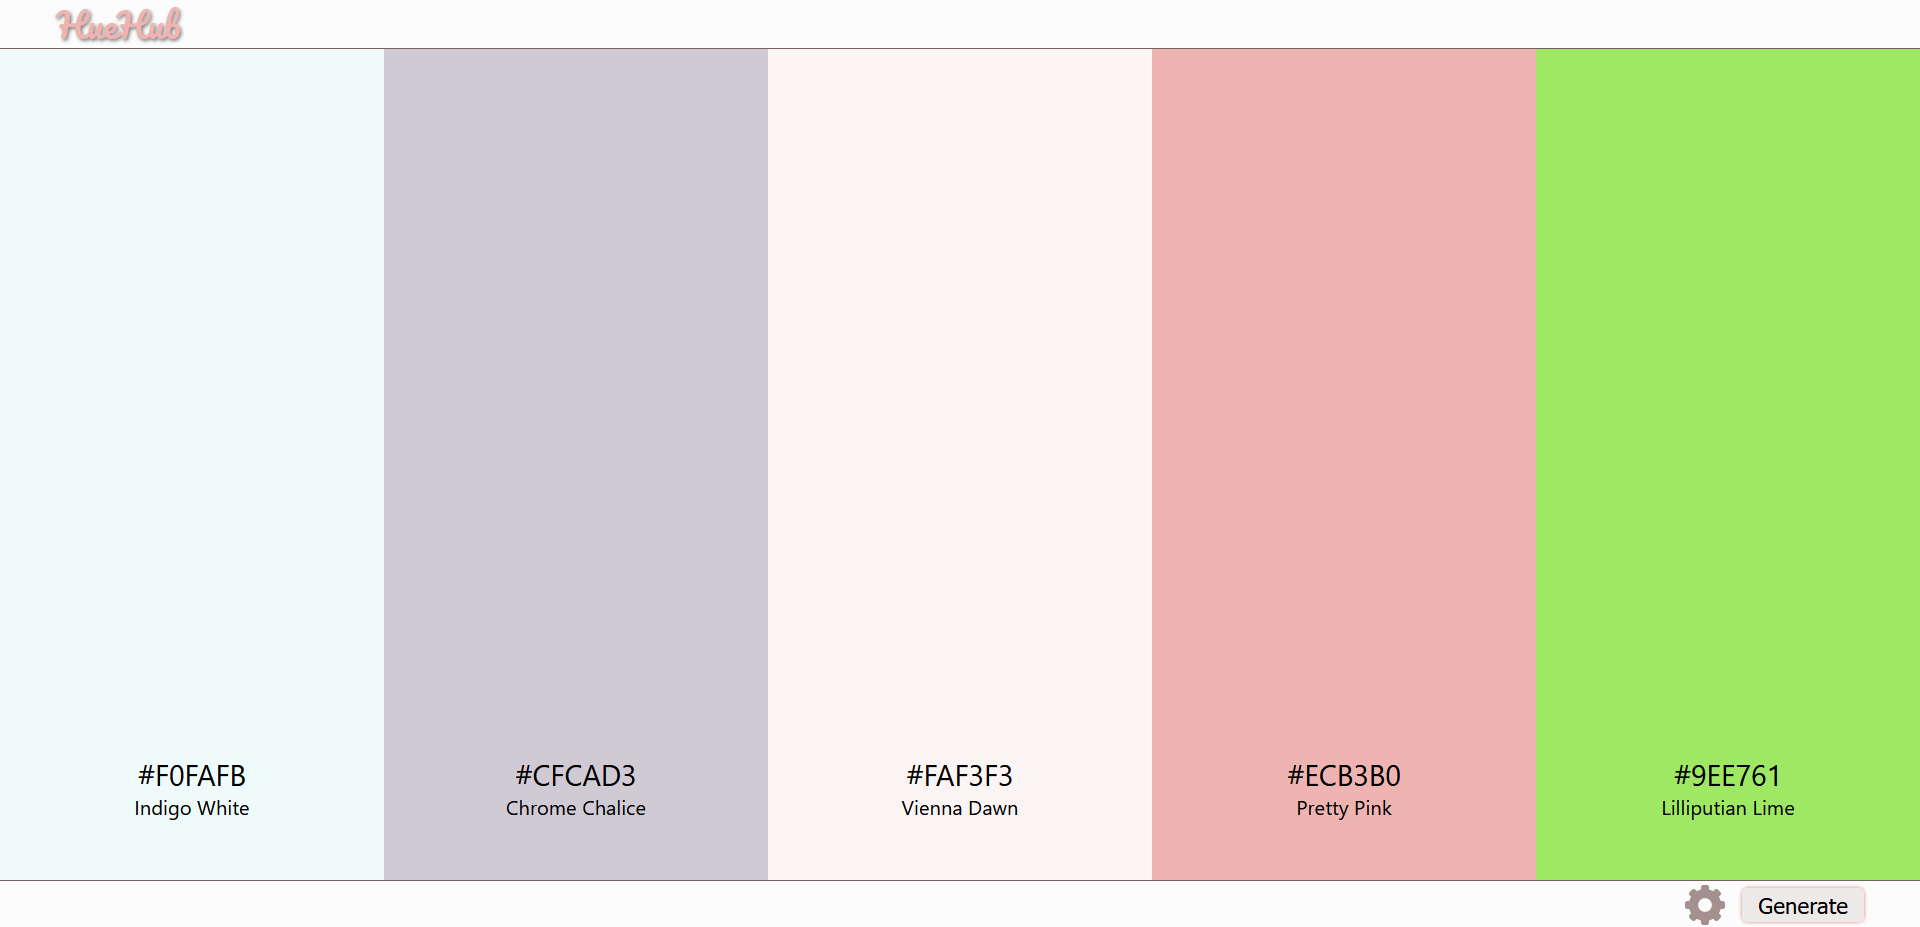 HueHub
#F0FAFB
Indigo White
#CFCAD3
Chrome Chalice
#FAF3F3
Vienna Dawn
#ECB3B0
Pretty Pink
#9EE761
Lilliputian Lime
Generate